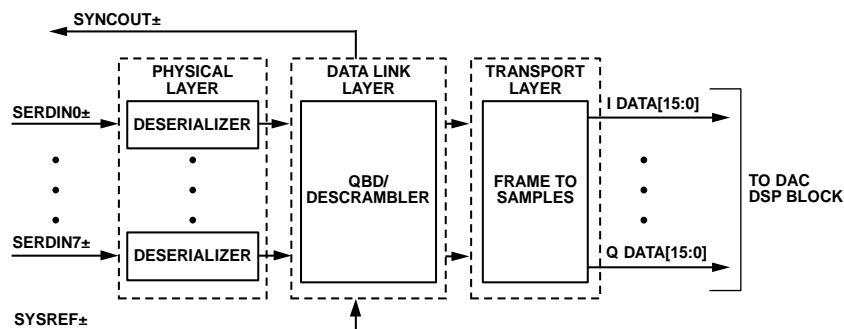 SYNCOUT±
PHYSICAL
LAYER
DATA LINK
LAYER
TRANSPORT
LAYER
SERDIN0±
DESERIALIZER
I DATA[15:0]
QBD/
DESCRAMBLER
FRAME TO
SAMPLES
TO DAC
DSP BLOCK
SERDIN7±
DESERIALIZER
Q DATA[15:0]
SYSREF±